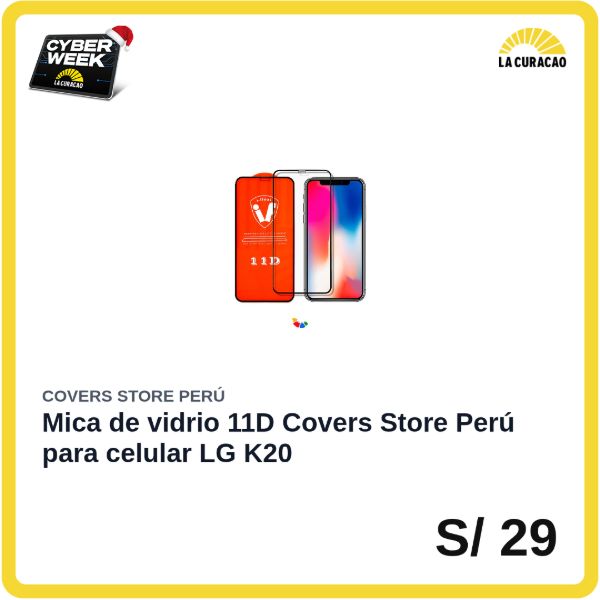 CYBER
WEEK
LA CURACAO
LA CURACAO
11D
COVERS STORE PERÚ
Mica de vidrio 11D Covers Store Perú
para celular LG K20
S/ 29